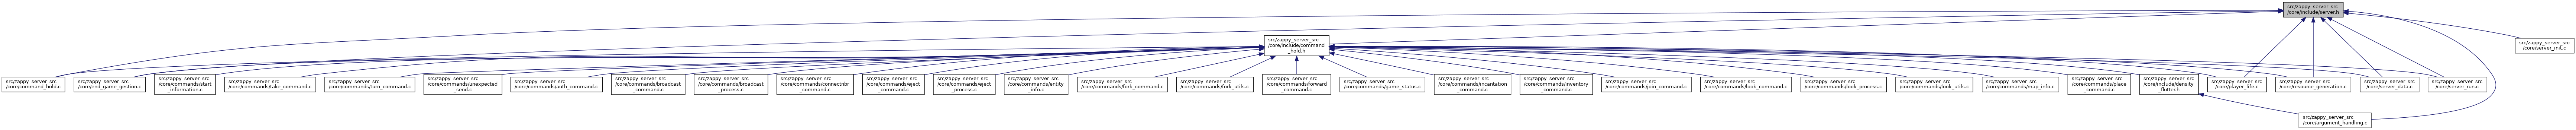 src/zappy_server_src
/core/include/server.h
src/zappy_server_src
/core/include/command
_hold.h
src/zappy_server_src
/core/server_init.c
src/zappy_server_src
/core/command_hold.c
src/zappy_server_src
/core/end_game_gestion.c
src/zappy_server_src
/core/commands/start
_information.c
src/zappy_server_src
/core/commands/take_command.c
src/zappy_server_src
/core/commands/turn_command.c
src/zappy_server_src
/core/commands/unexpected
_send.c
src/zappy_server_src
/core/commands/auth_command.c
src/zappy_server_src
/core/commands/broadcast
_command.c
src/zappy_server_src
/core/commands/broadcast
_process.c
src/zappy_server_src
/core/commands/connectnbr
_command.c
src/zappy_server_src
/core/commands/eject
_command.c
src/zappy_server_src
/core/commands/eject
_process.c
src/zappy_server_src
/core/commands/entity
_info.c
src/zappy_server_src
/core/commands/fork_command.c
src/zappy_server_src
/core/commands/fork_utils.c
src/zappy_server_src
/core/commands/forward
_command.c
src/zappy_server_src
/core/commands/game_status.c
src/zappy_server_src
/core/commands/incantation
_command.c
src/zappy_server_src
/core/commands/inventory
_command.c
src/zappy_server_src
/core/commands/join_command.c
src/zappy_server_src
/core/commands/look_command.c
src/zappy_server_src
/core/commands/look_process.c
src/zappy_server_src
/core/commands/look_utils.c
src/zappy_server_src
/core/commands/map_info.c
src/zappy_server_src
/core/commands/place
_command.c
src/zappy_server_src
/core/include/dencity
_flutter.h
src/zappy_server_src
/core/player_life.c
src/zappy_server_src
/core/resource_generation.c
src/zappy_server_src
/core/server_data.c
src/zappy_server_src
/core/server_run.c
src/zappy_server_src
/core/argument_handling.c